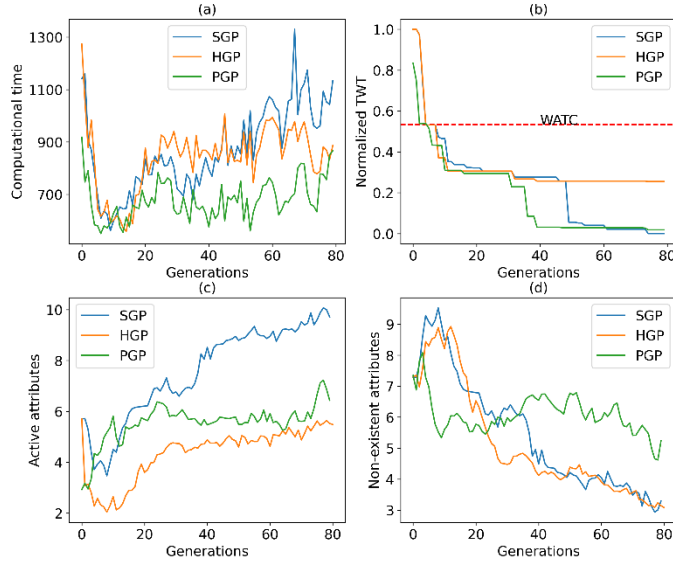 (a)
Computational time
1300
1100
900
700
SGP
HGP
PGP
0
20
40
60
80
Generations
(b)
Normalized TWT
1.0
0.8
0.6
0.4
0.2
0.0
SGP
HGP
PGP
WATC
0
20
40
60
80
Generations
(c)
Active attributes
10
8
6
4
2
SGP
HGP
PGP
0
20
40
60
80
Generations
(d)
Non-existent attributes
9
8
7
6
5
4
3
SGP
HGP
PGP
0
20
40
60
80
Generations